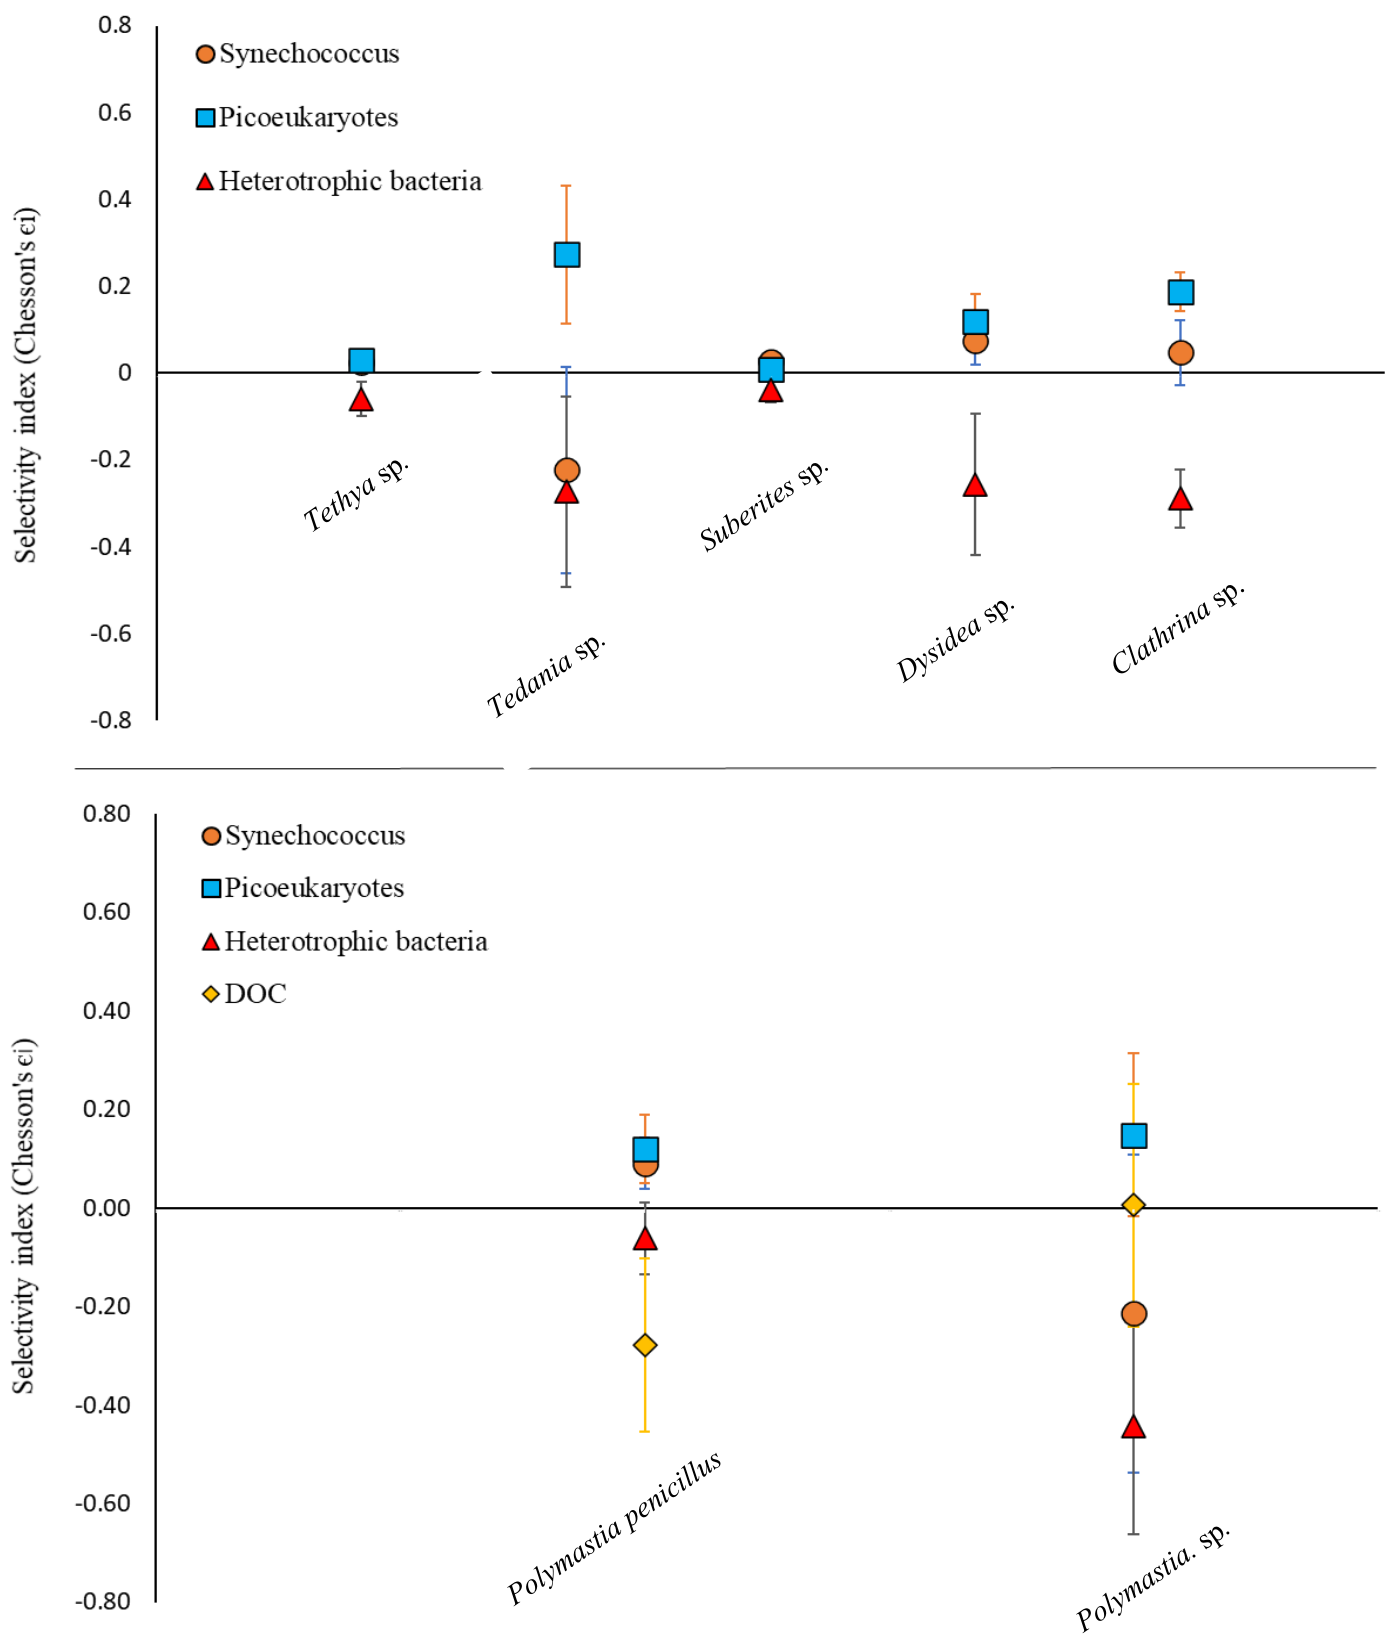 0.8
Synechococcus
0.6
Picoeukaryotes
Heterotrophic bacteria
0.4
0.2
0
-0.2
-0.4
-0.6
-0.8
Selectivity index (Chesson's єi)
Tethya sp.
Tedania sp.
Suberites sp.
Dysidea sp.
Clathrina sp.
0.80
Synechococcus
Picoeukaryotes
0.60
Heterotrophic bacteria
DOC
0.40
0.20
0.00
-0.20
-0.40
-0.60
-0.80
Selectivity index (Chesson's єi)
Polymastia penicillus
Polymastia. sp.